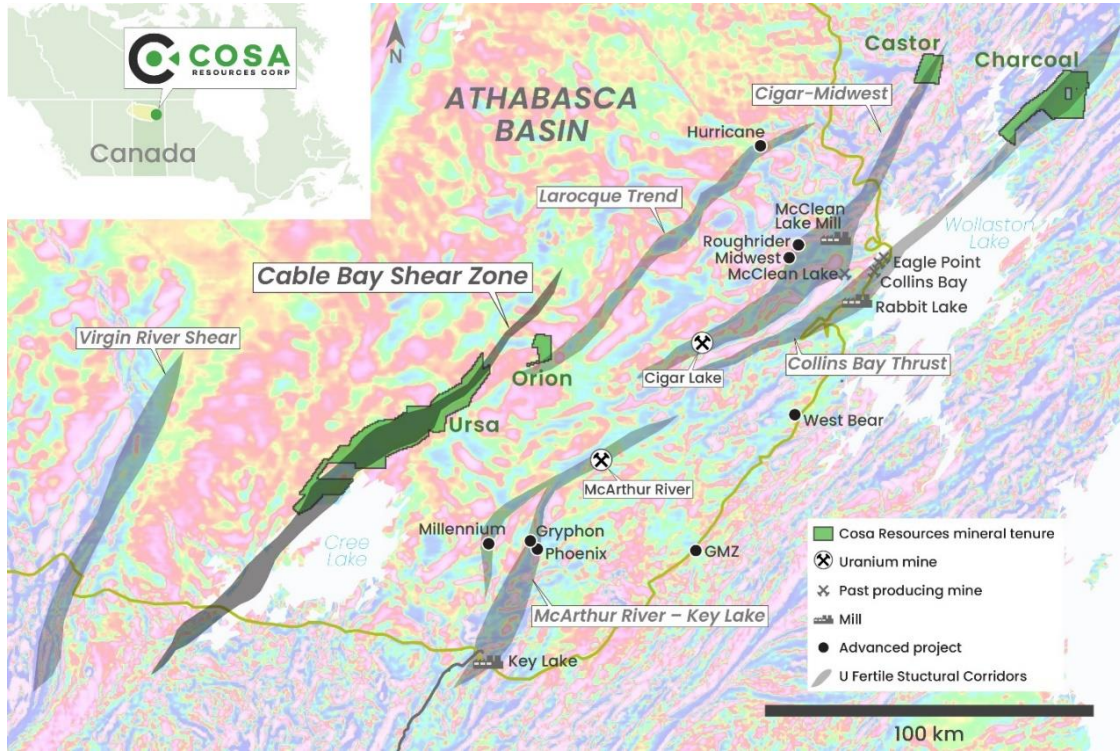 COSA
RESOURCES CORP
Canada
N
ATHABASCA
BASIN
Castor
Charcoal
Cigar-Midwest
Hurricane
Larocque Trend
McClean
Lake Mill
Roughrider
Midwest
McClean Lake
Wollaston
Lake
Eagle Point
Collins Bay
Rabbit Lake
Cable Bay Shear Zone
Virgin River Shear
Orion
Cigar Lake
Collins Bay Thrust
Ursa
West Bear
McArthur River
Millennium
Gryphon
Phoenix
GMZ
Cree
Lake
McArthur River – Key Lake
Key Lake
Cosa Resources mineral tenure
Uranium mine
Past producing mine
Mill
Advanced project
U Fertile Stuctural Corridors
100 km